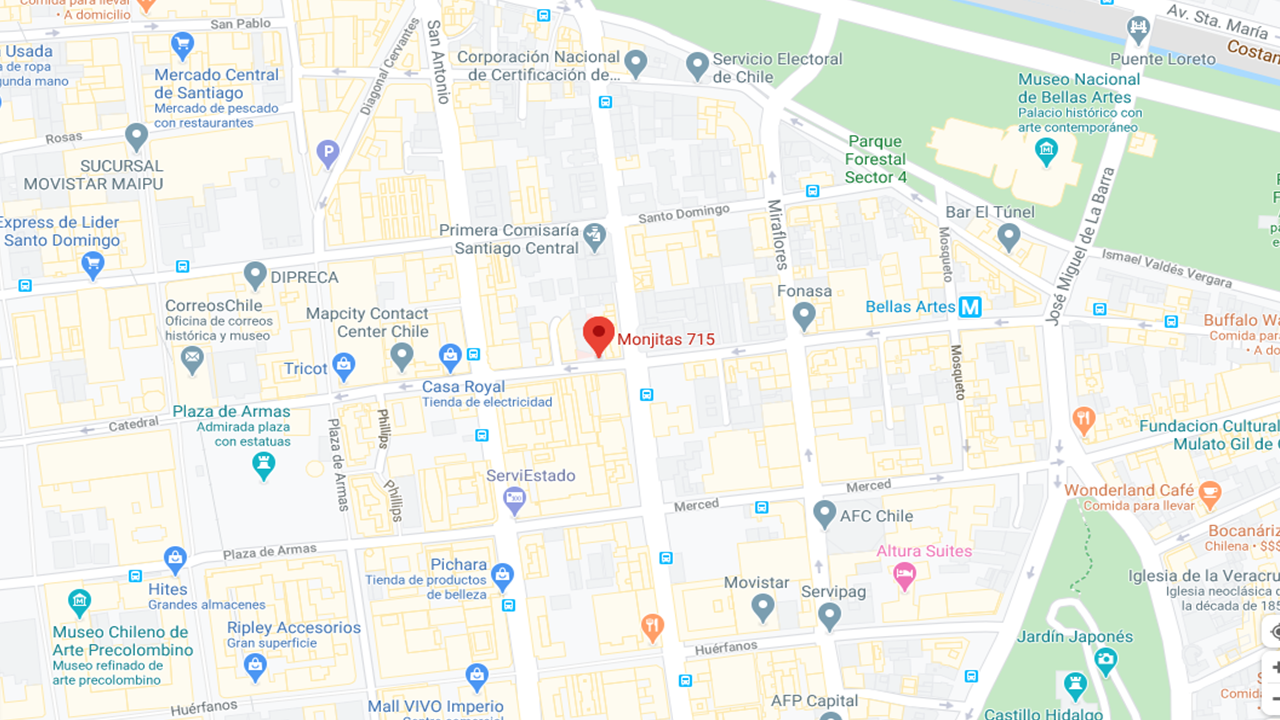 Comida para llevar
• A domicilio
San Pablo
Diagonal Cervantes
San Antonio
Corporación Nacional
de Certificación de...
Servicio Electoral
de Chile
Av. Sta. María
Puente Loreto
Usada
a de ropa
gunda mano
Mercado Central
de Santiago
Mercado de pescado
con restaurantes
Museo Nacional
de Bellas Artes
Palacio histórico con
arte contemporáneo
Rosas
SUCURSAL
MOVISTAR MAIPU
P
Parque
Forestal
Sector 4
Express de Lider
Santo Domingo
Primera Comisaría
Santiago Central
Santo Domingo
Miraflores
Bar El Túnel
Mosqueto
José Miguel de La Barra
Ismael Valdés Vergara
DIPRECA
CorreosChile
Oficina de correos
histórica y museo
Mapcity Contact
Center Chile
Fonasa
Bellas Artes
M
Monjitas 715
Buffalo Wa
Comida para
• A do
Tricot
Casa Royal
Tienda de electricidad
Mosqueto
Plaza de Armas
Admirada plaza
con estatuas
Catedral
Plaza de Armas
Phillips
Phillips
Fundacion Cultural
Mulato Gil de
ServiEstado
Merced
Merced
Wonderland Café
Comida para llevar
AFC Chile
Bocanáriz
Chilena • $$$
Plaza de Armas
Altura Suites
Hites
Grandes almacenes
Pichara
Tienda de productos
de belleza
Movistar
Servipag
Iglesia de la Veracru
Iglesia neoclásica
la década de 185
Museo Chileno de
Arte Precolombino
Museo refinado de
arte precolombino
Ripley Accesorios
Gran superficie
Jardín Japonés
Huérfanos
Huérfanos
Mall VIVO Imperio
AFP Capital
Castillo Hidalgo
Comida